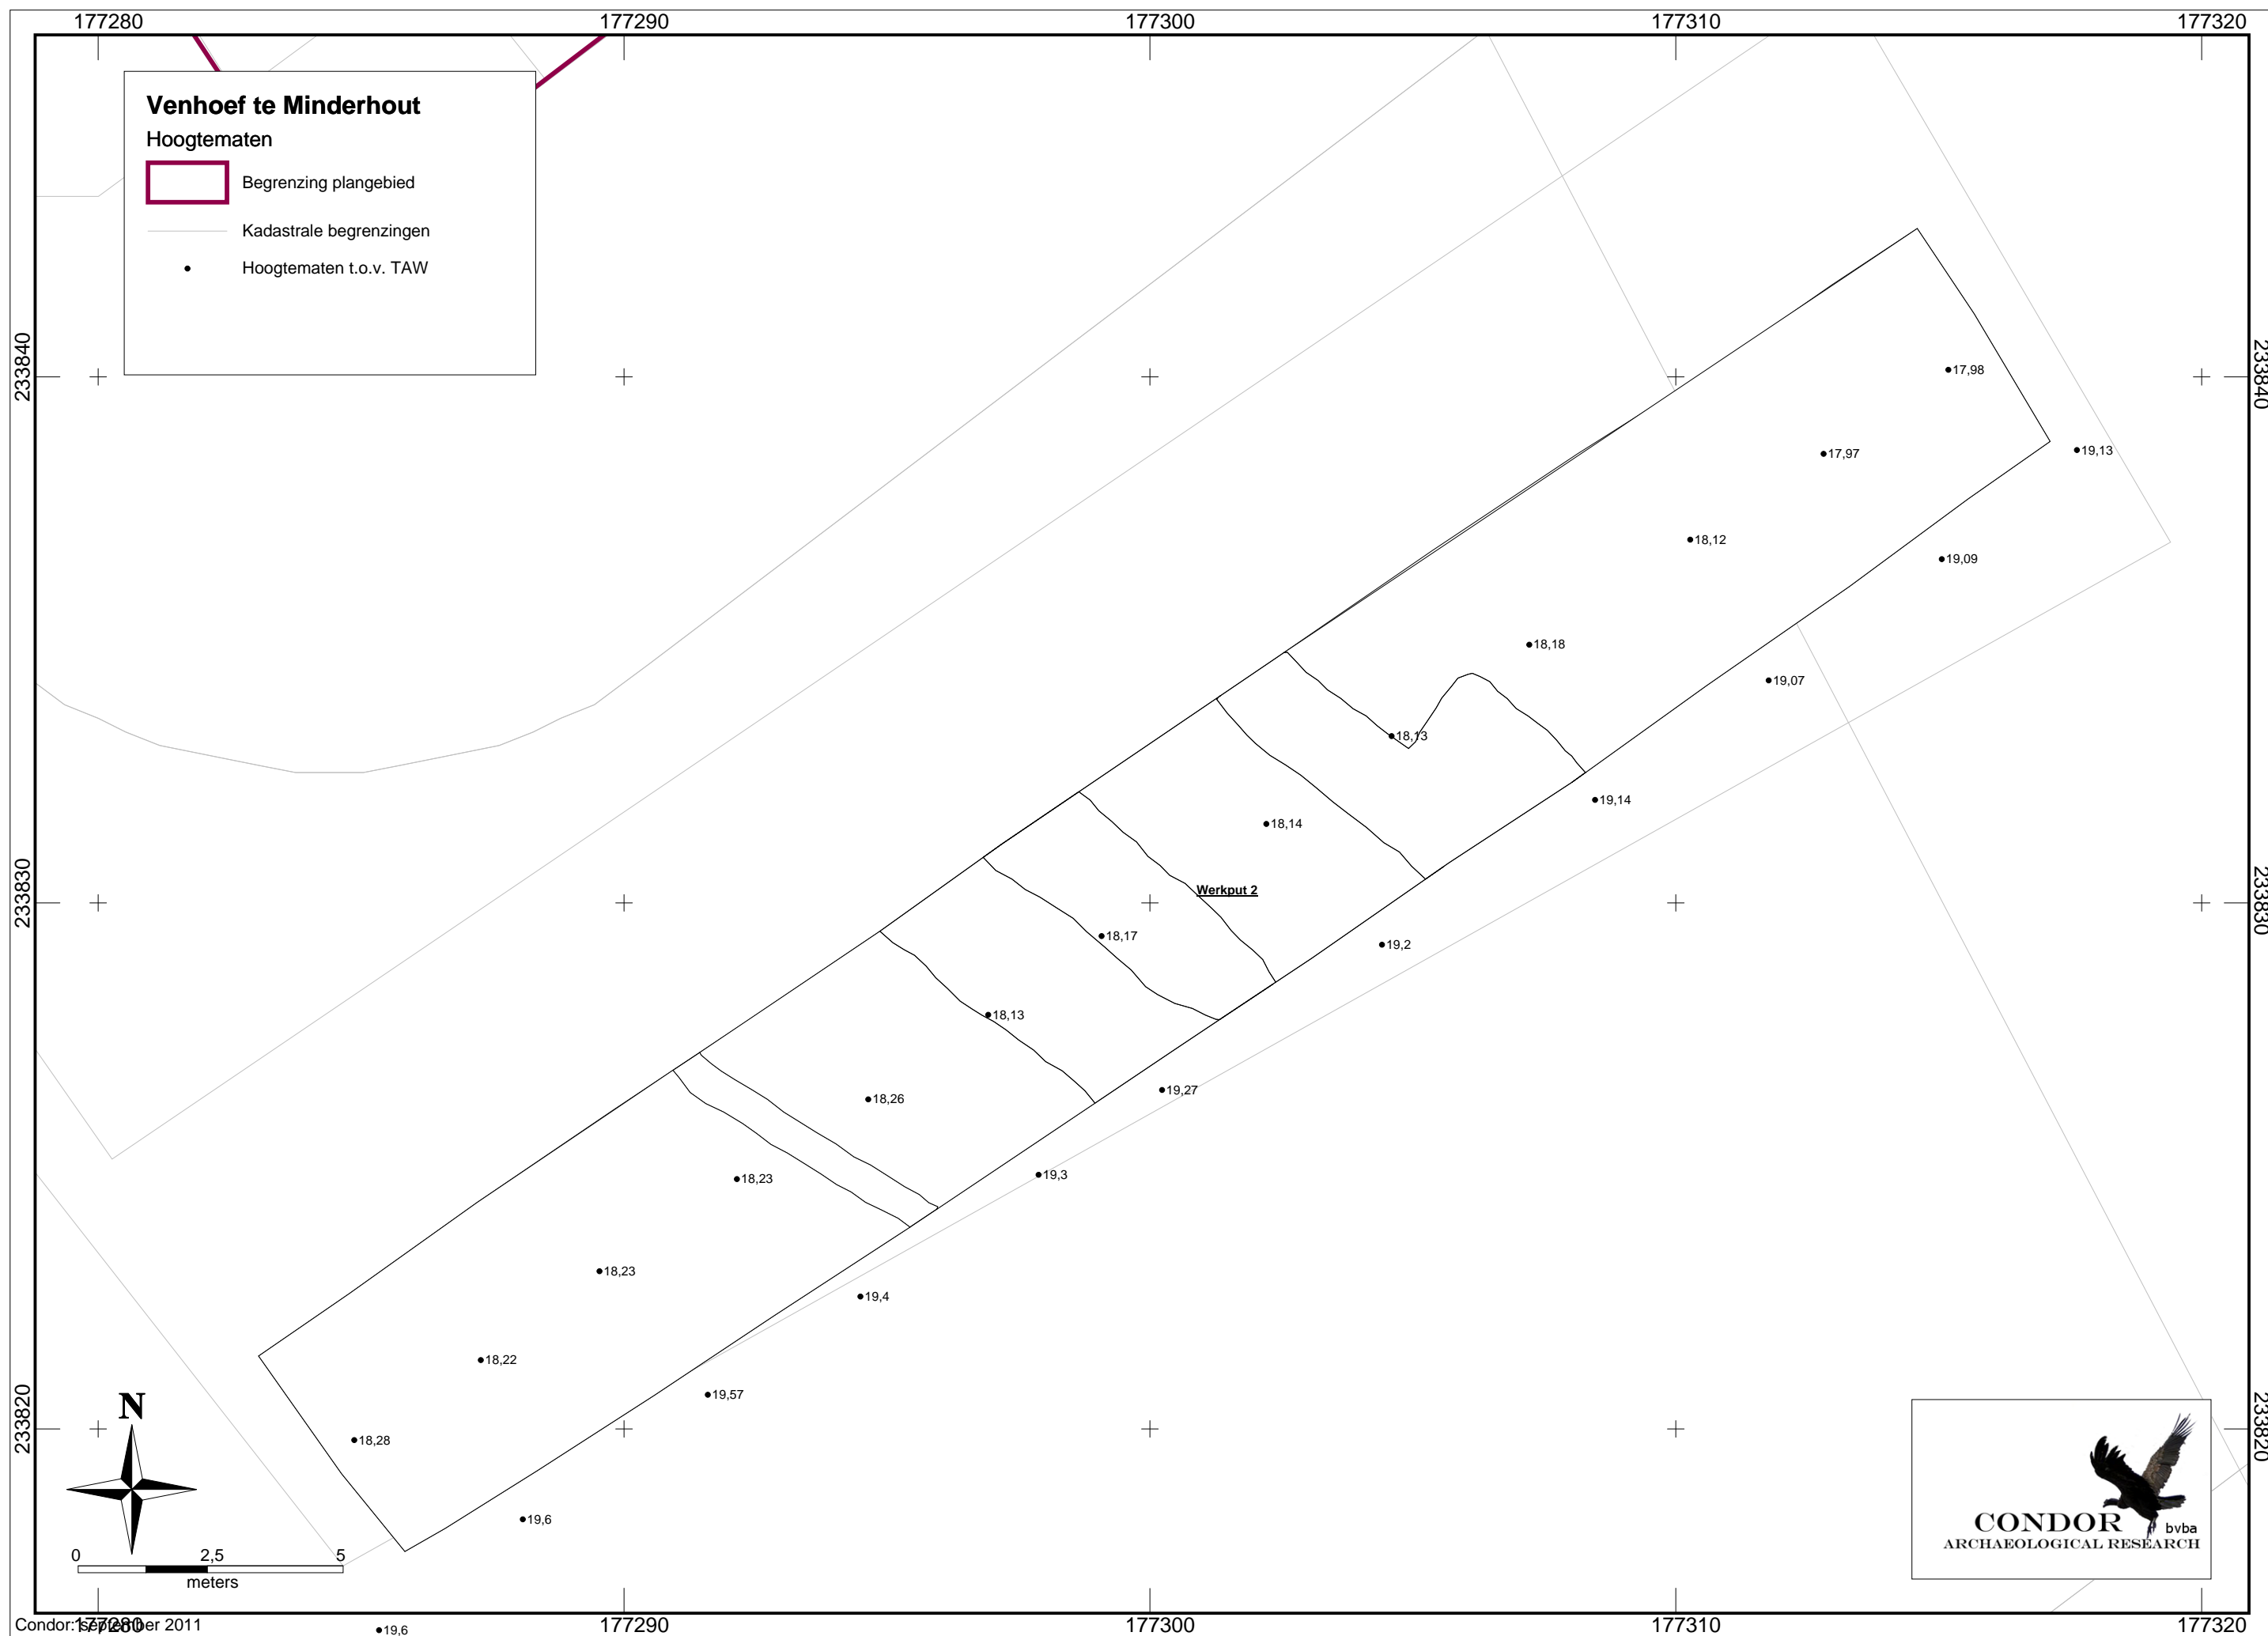 177280 177290 177300 177310 177320
Venhoef te Minderhout
Hoogtematen
Begrenzing plangebied
Kadastrale begrenzingen
Hoogtematen t.o.v. TAW
233840
233840
17,98
19,13
17,97
18,12
19,09
18,18
19,07
18,13
19,14
18,14
233830
233830
Werkput 2
18,17
19,2
18,13
19,27
18,26
19,3
18,23
18,23
19,4
18,22
19,57
233820
233820
N
18,28
19,6
0 2,5 5
meters
CONDOR bvba
ARCHAEOLOGICAL RESEARCH
Condor: september 2011
177280 177290 177300 177310 177320
19,6